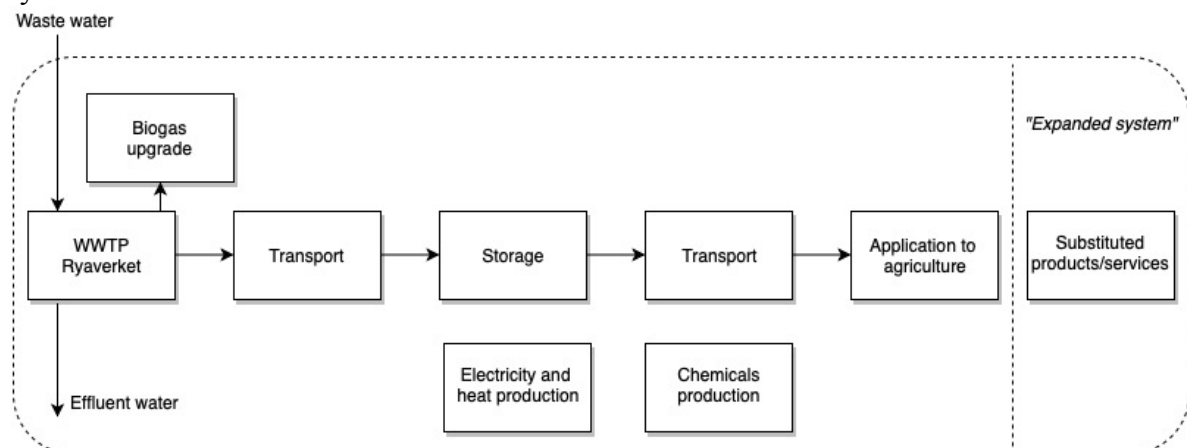 Waste water
Biogas
upgrade
"Expanded system"
WWTP
Ryaverket
Transport
Storage
Transport
Application to
agriculture
Substituted
products/services
Electricity and
heat production
Chemicals
production
Effluent water